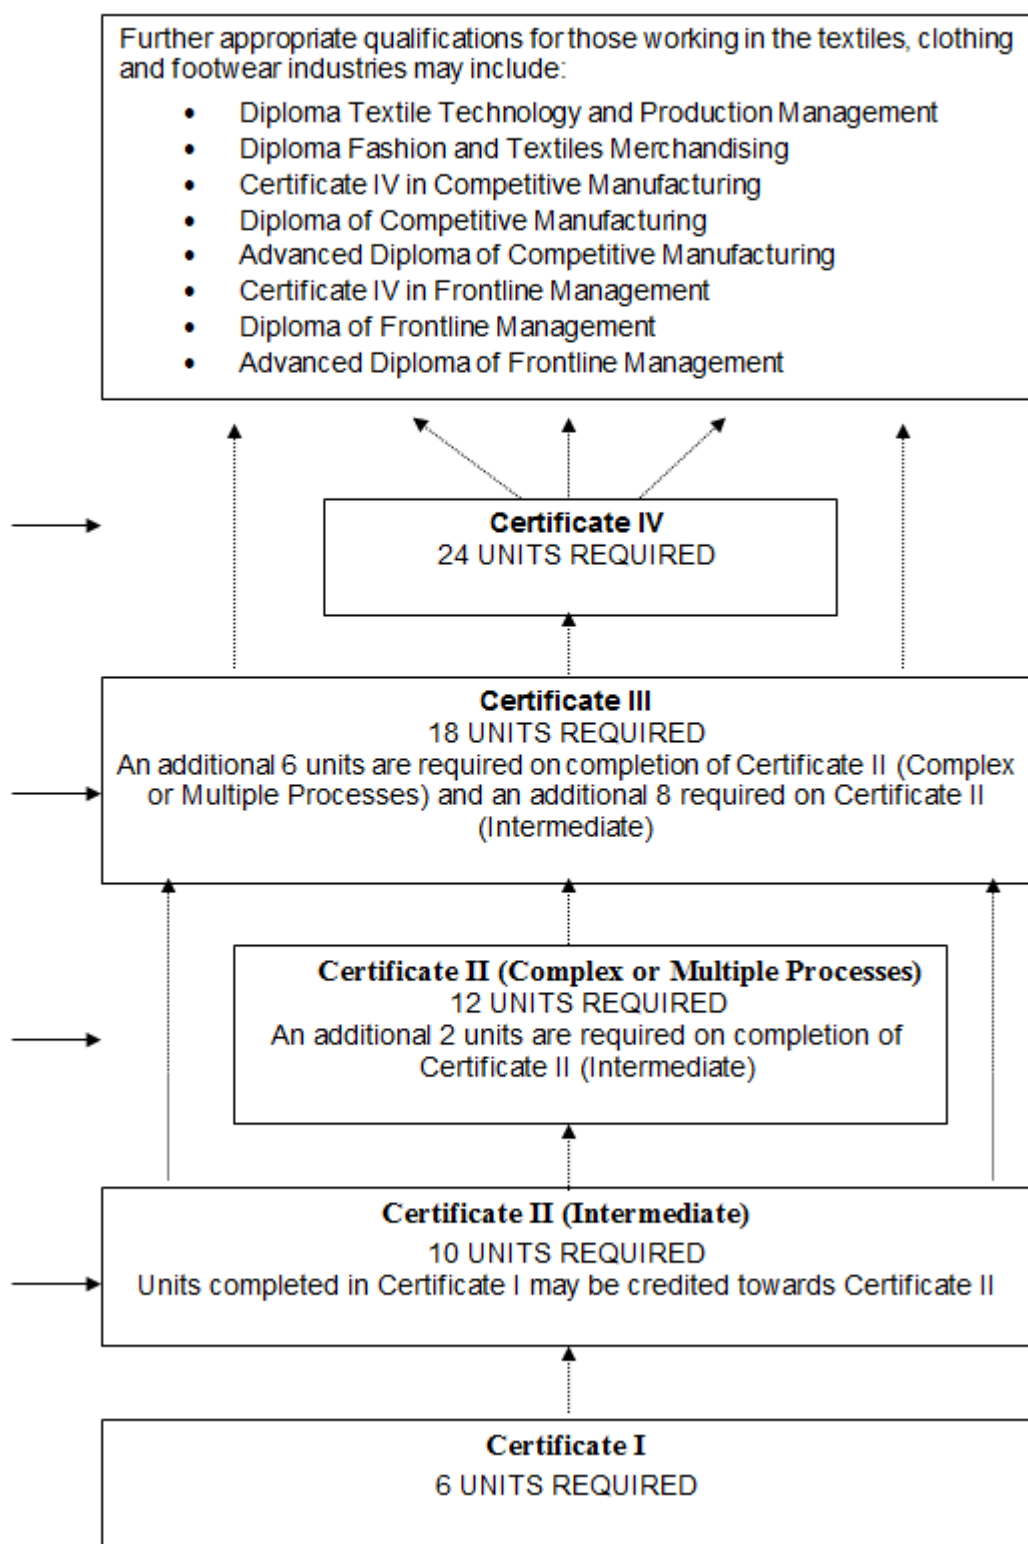 Further appropriate qualifications for those working in the textiles, clothing
and footwear industries may include:
• Diploma Textile Technology and Production Management
• Diploma Fashion and Textiles Merchandising
• Certificate IV in Competitive Manufacturing
• Diploma of Competitive Manufacturing
• Advanced Diploma of Competitive Manufacturing
• Certificate IV in Frontline Management
• Diploma of Frontline Management
• Advanced Diploma of Frontline Management
Certificate IV
24 UNITS REQUIRED
Certificate III
18 UNITS REQUIRED
An additional 6 units are required on completion of Certificate II (Complex
or Multiple Processes) and an additional 8 required on Certificate II
(Intermediate)
Certificate II (Complex or Multiple Processes)
12 UNITS REQUIRED
An additional 2 units are required on completion of
Certificate II (Intermediate)
Certificate II (Intermediate)
10 UNITS REQUIRED
Units completed in Certificate I may be credited towards Certificate II
Certificate I
6 UNITS REQUIRED